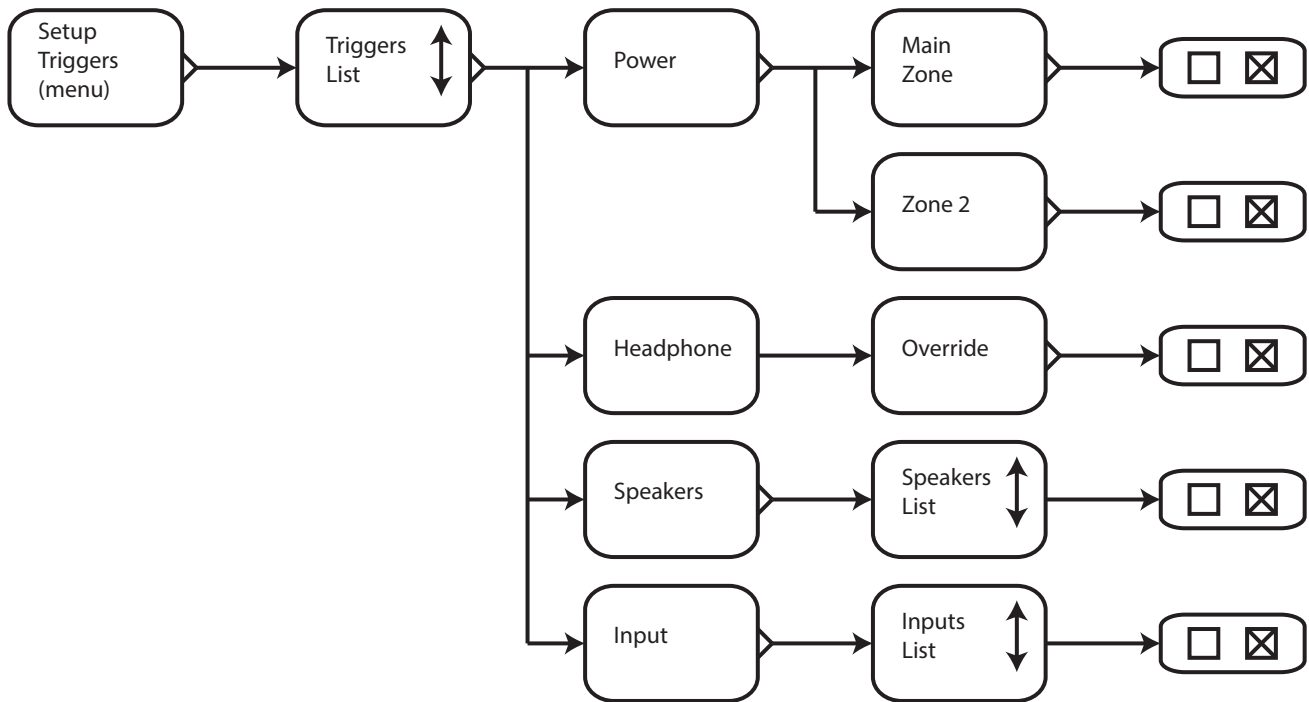 Setup
Triggers
(menu)
Triggers
List
Power
Main
Zone
Zone 2
Headphone
Override
Speakers
Speakers
List
Input
Inputs
List